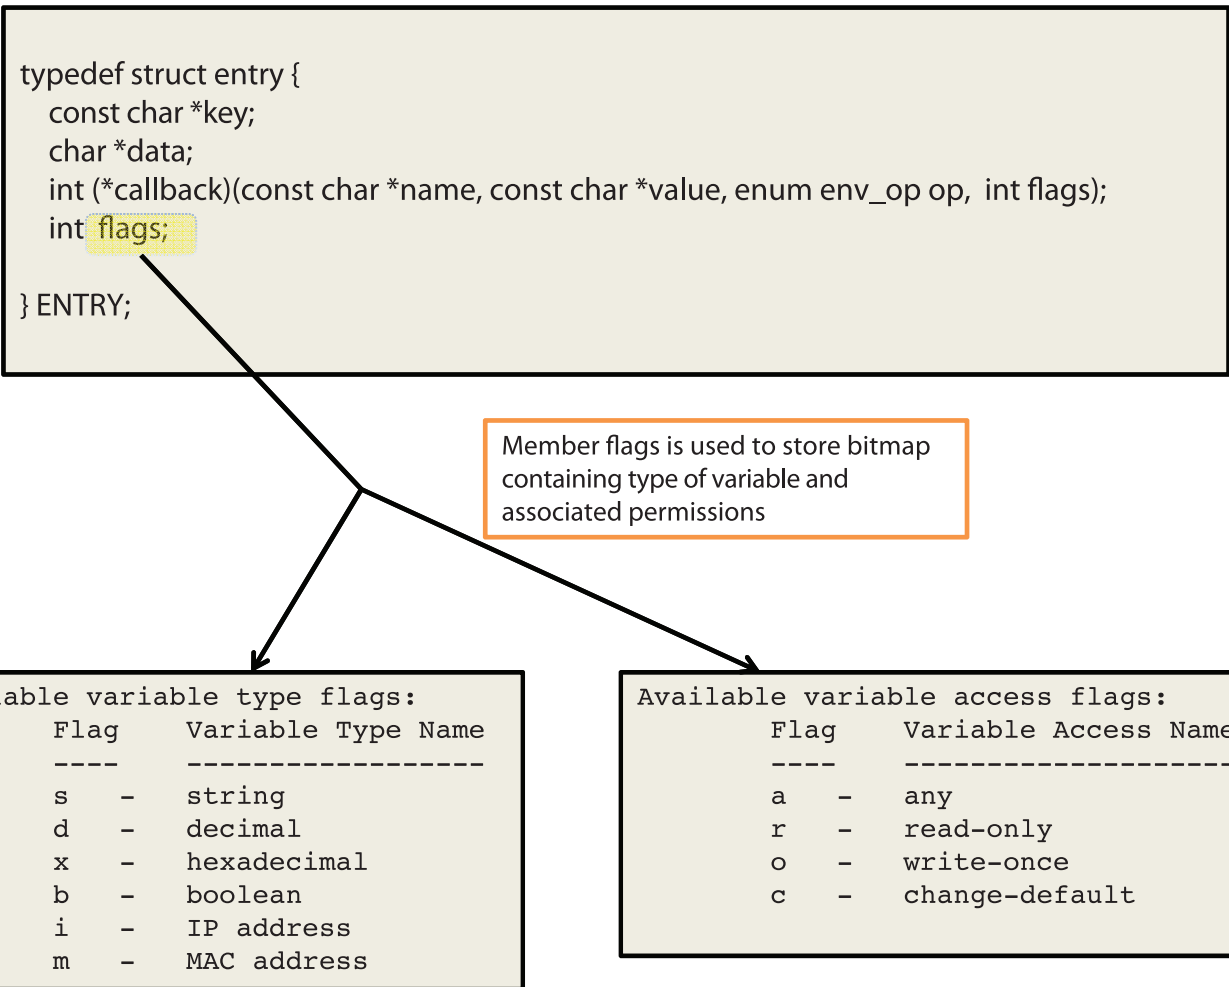 typedef struct entry {
const char *key;
char *data;
int (*callback)(const char *name, const char *value, enum env_op op, int flags);
int flags;
} ENTRY;
Member flags is used to store bitmap
containing type of variable and
associated permissions
able variable type flags:
Flag Variable Type Name
---- ------------------
s - string
d - decimal
x - hexadecimal
b - boolean
i - IP address
m - MAC address
Available variable access flags:
Flag Variable Access Name
---- --------------------
a - any
r - read-only
o - write-once
c - change-default